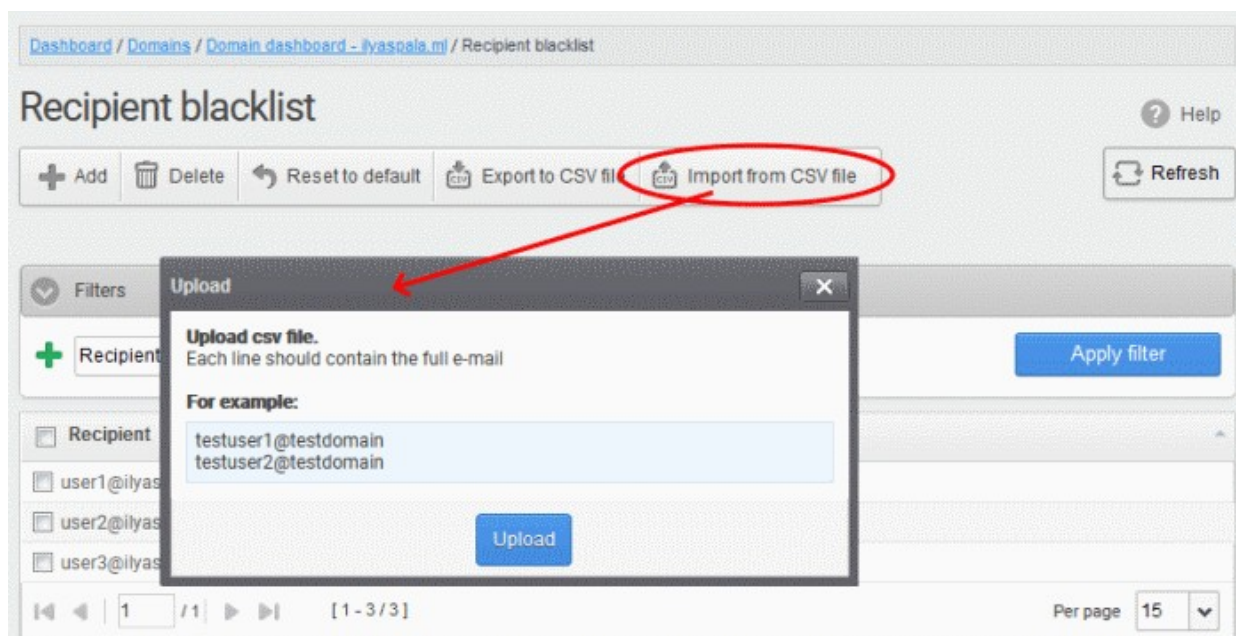 Dashboard / Domains / Domain dashboard - ilyaspala.ml / Recipient blacklist
Recipient blacklist
Help
Add Delete Reset to default Export to CSV file Import from CSV file Refresh
Filters
Upload
Upload csv file.
Recipient
Each line should contain the full e-mail
Apply filter
For example:
Recipient
testuser1@testdomain
testuser2@testdomain
user1@ilyas
user2@ilyas
Upload
user3@ilyas
1 / 1 [ 1 - 3 / 3 ] Per page 15